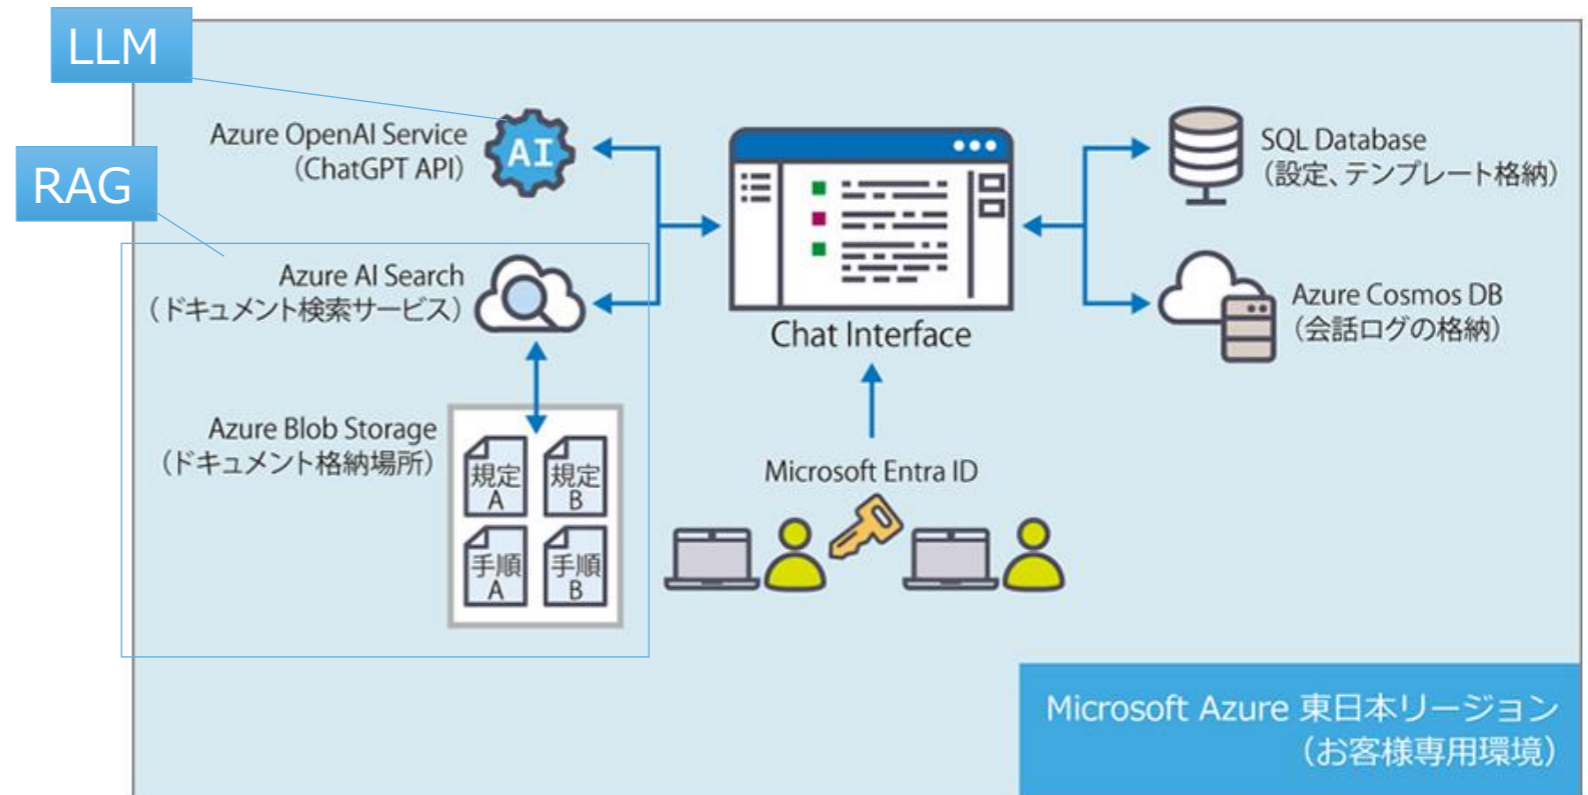 LLM
RAG
Azure OpenAI Service
（ChatGPT API）
AI
Azure AI Search
（ドキュメント検索サービス）
Azure Blob Storage
（ドキュメント格納場所）
規定
A
規定
B
手順
A
手順
B
Chat Interface
Microsoft Entra ID
SQL Database
（設定、テンプレート格納）
Azure Cosmos DB
（会話ログの格納）
Microsoft Azure 東日本リージョン
（お客様専用環境）